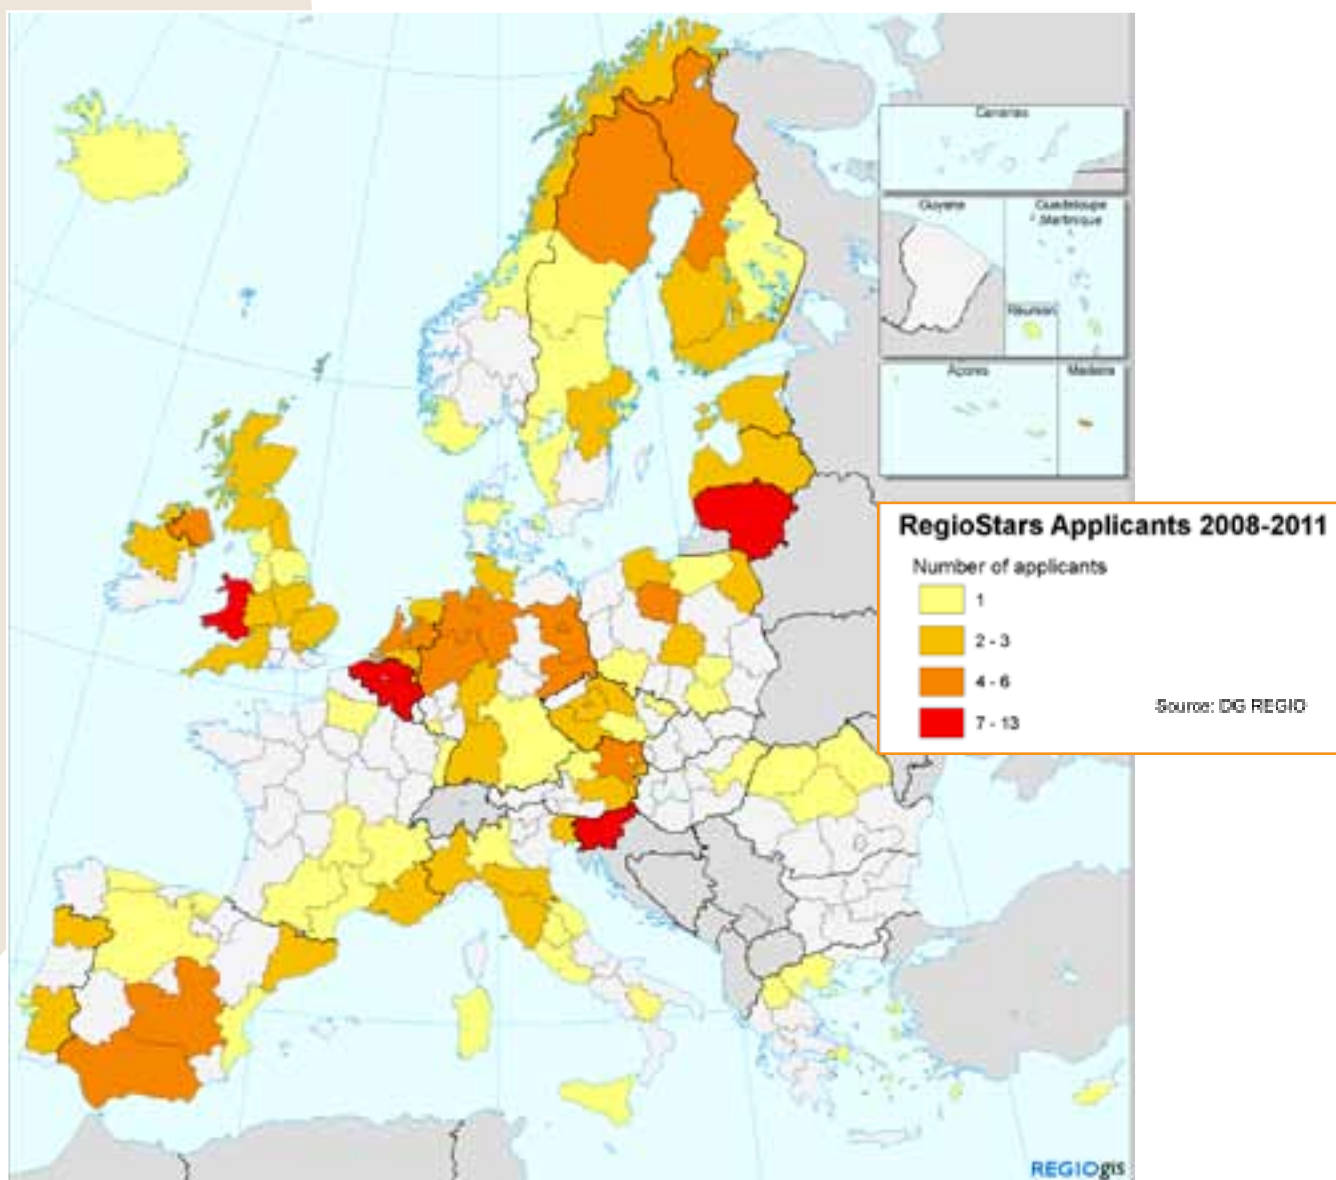 Canarias
Guyane
Guadeloupe
Martinique
Réunion
Açores
Madeira
RegioStars Applicants 2008-2011
Number of applicants
1
2 - 3
4 - 6
7 - 13
Source: DG REGIO
REGIOgis